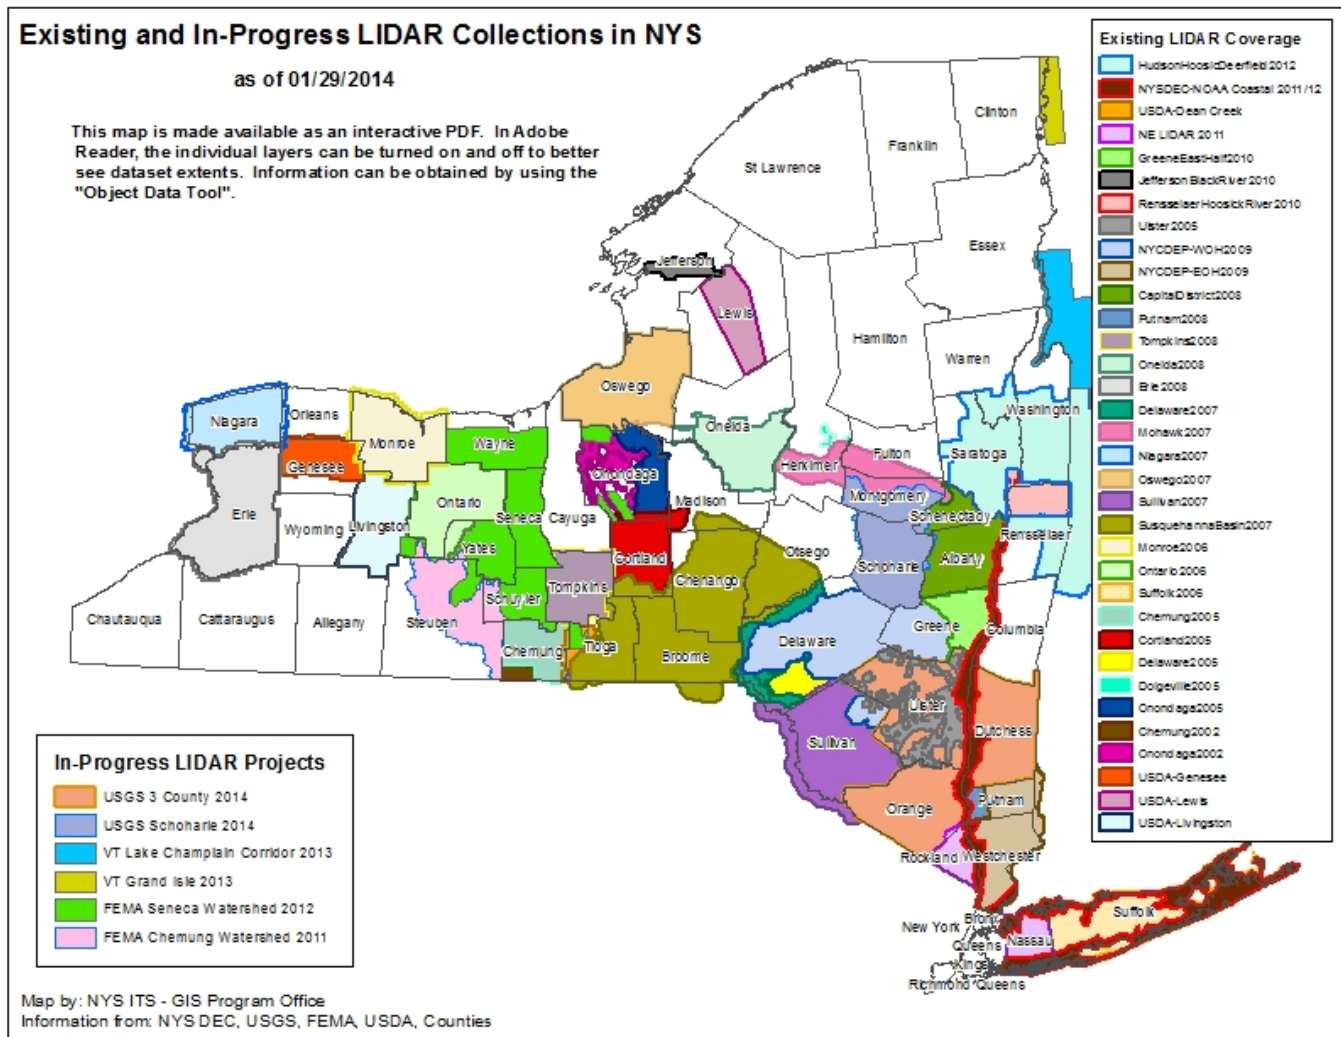 Existing and In-Progress LIDAR Collections in NYS
as of 01/29/2014
This map is made available as an interactive PDF. In Adobe
Reader, the individual layers can be turned on and off to better
see dataset extents. Information can be obtained by using the
"Object Data Tool".
Existing LIDAR Coverage
HudsonHoosicDeerfield2012
NYSDEC-NOAA Coastal 2011/12
USDA-Dean Creek
NE LIDAR 2011
GreeneEastHalf2010
JeffersonBlackRiver2010
RensselaerHoosickRiver2010
Ulster2005
NYCDEP-WOH2009
NYCDEP-EOH2009
CapitalDistrict2008
Putnam2008
Tompkins2008
Oneida2008
Erie2008
Delaware2007
Mohawk2007
Niagara2007
Oswego2007
Sullivan2007
SusquehannaBasin2007
Monroe2006
Ontario2006
Suffolk2006
Chemung2005
Cortland2005
Delaware2005
Dolgeville2005
Onondaga2005
Chemung2002
Onondaga2002
USDA-Genesee
USDA-Lewis
USDA-Livingston
Clinton
Franklin
St Lawrence
Essex
Jefferson
Lewis
Hamilton
Warren
Oswego
Washington
Niagara
Orleans
Monroe
Wayne
Oneida
Herkimer
Fulton
Saratoga
Genesee
Onondaga
Madison
Montgomery
Ontario
Seneca
Cayuga
Schenectady
Erie
Wyoming
Livingston
Yates
Cortland
Otsego
Schoharie
Albany
Rensselaer
Tompkins
Chenango
Schuyler
Chautauqua
Cattaraugus
Allegany
Steuben
Greene
Columbia
Chemung
Tioga
Broome
Delaware
Ulster
Dutchess
Sullivan
Orange
Putnam
Rockland
Westchester
Suffolk
Bronx
New York
Nassau
Queens
Kings
Richmond Queens
In-Progress LIDAR Projects
USGS 3 County 2014
USGS Schoharie 2014
VT Lake Champlain Corridor 2013
VT Grand Isle 2013
FEMA Seneca Watershed 2012
FEMA Chemung Watershed 2011
Map by: NYS ITS - GIS Program Office
Information from: NYS DEC, USGS, FEMA, USDA, Counties